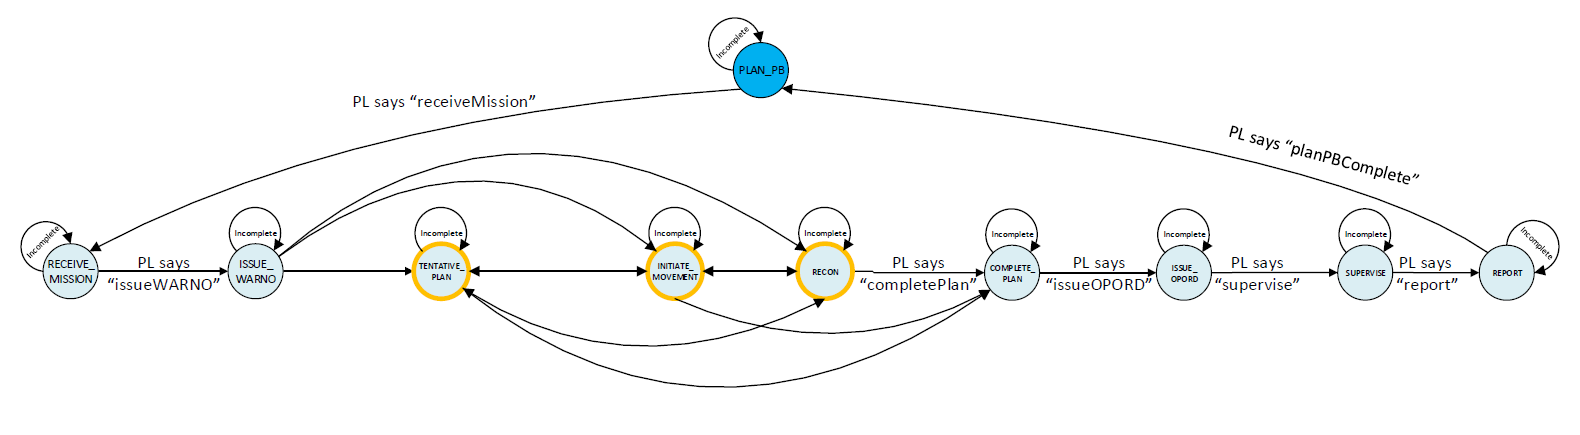 Incomplete
PLAN_PB
PL says “receiveMission”
PL says “planPBComplete”
Incomplete
Incomplete
Incomplete
Incomplete
Incomplete
Incomplete
Incomplete
Incomplete
Incomplete
RECEIVE_
MISSION
PL says
“issueWARNO”
ISSUE_
WARNO
TENTATIVE_
PLAN
INITIATE_
MOVEMENT
RECON
PL says
“completePlan”
COMPLETE_
PLAN
PL says
“issueOPORD”
ISSUE_
OPORD
PL says
“supervise”
SUPERVISE
PL says
“report”
REPORT